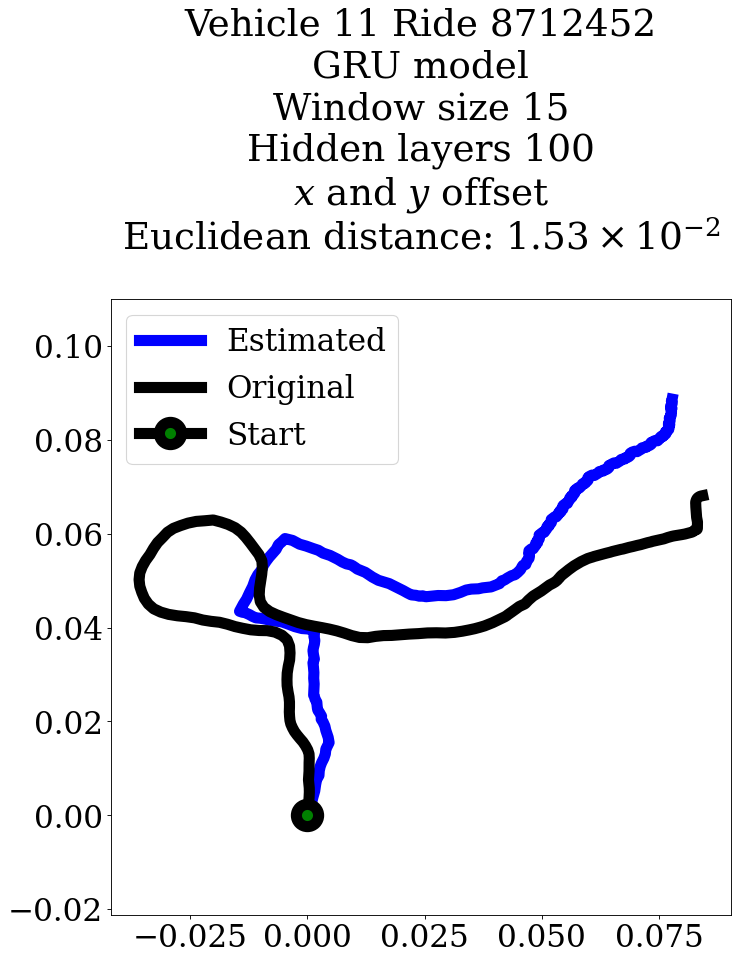 Vehicle 11 Ride 8712452
GRU model
Window size 15
Hidden layers 100
x and y offset
Euclidean distance: 1.53 × 10⁻²
Estimated
Original
Start
0.10
0.08
0.06
0.04
0.02
0.00
−0.02
−0.025 0.000 0.025 0.050 0.075